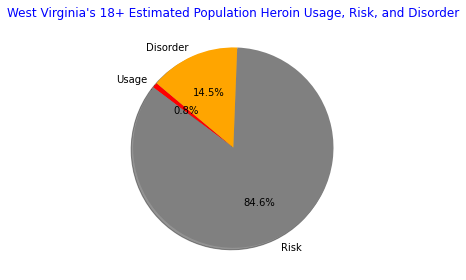 West Virginia's 18+ Estimated Population Heroin Usage, Risk, and Disorder
Disorder
Usage
14.5%
0.8%
84.6%
Risk